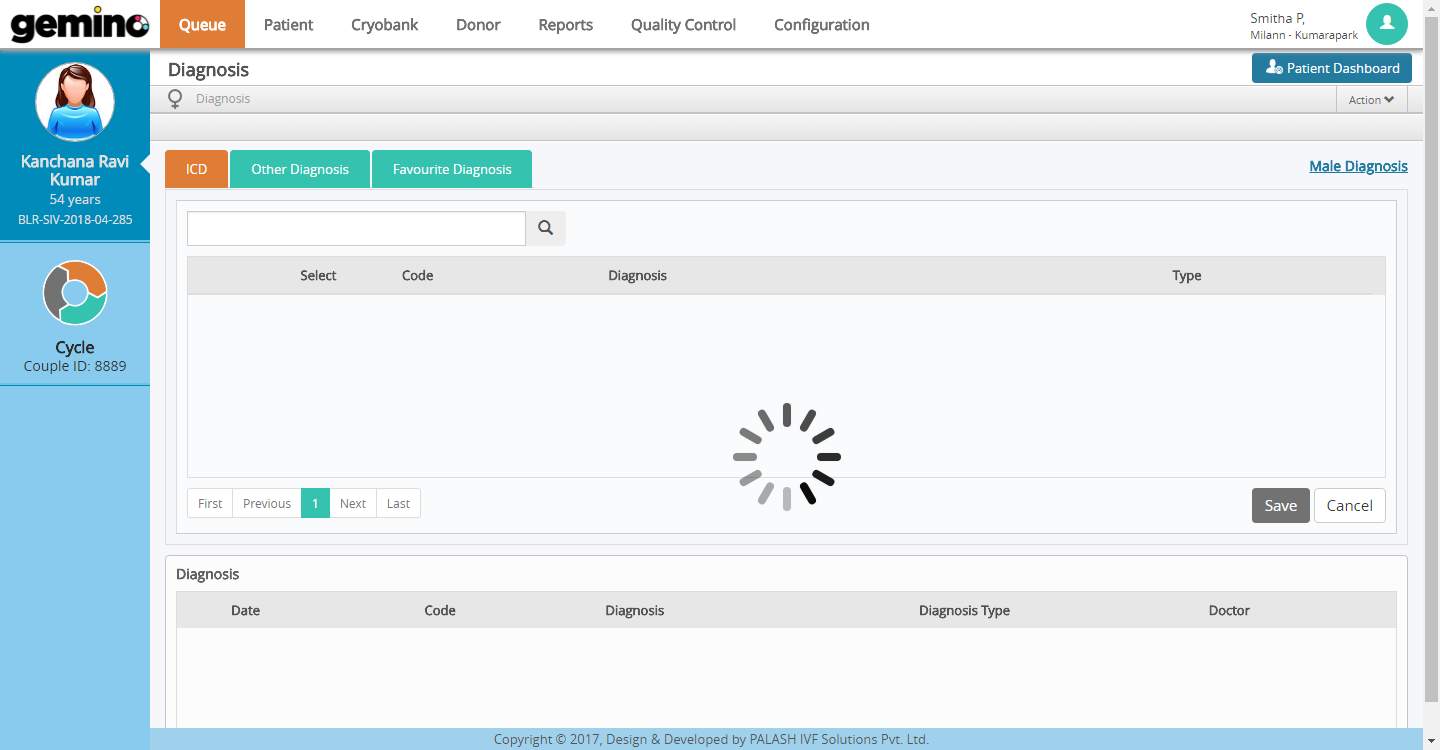 gemino
Queue Patient Cryobank Donor Reports Quality Control Configuration
Smitha P,
Milann - Kumarapark
Diagnosis
Patient Dashboard
Diagnosis
Action
Kanchana Ravi
Kumar
54 years
BLR-SIV-2018-04-285
Cycle
Couple ID: 8889
ICD Other Diagnosis Favourite Diagnosis
Male Diagnosis
Select Code Diagnosis Type
First Previous 1 Next Last
Save Cancel
Diagnosis
Date Code Diagnosis Diagnosis Type Doctor
Copyright © 2017, Design & Developed by PALASH IVF Solutions Pvt. Ltd.